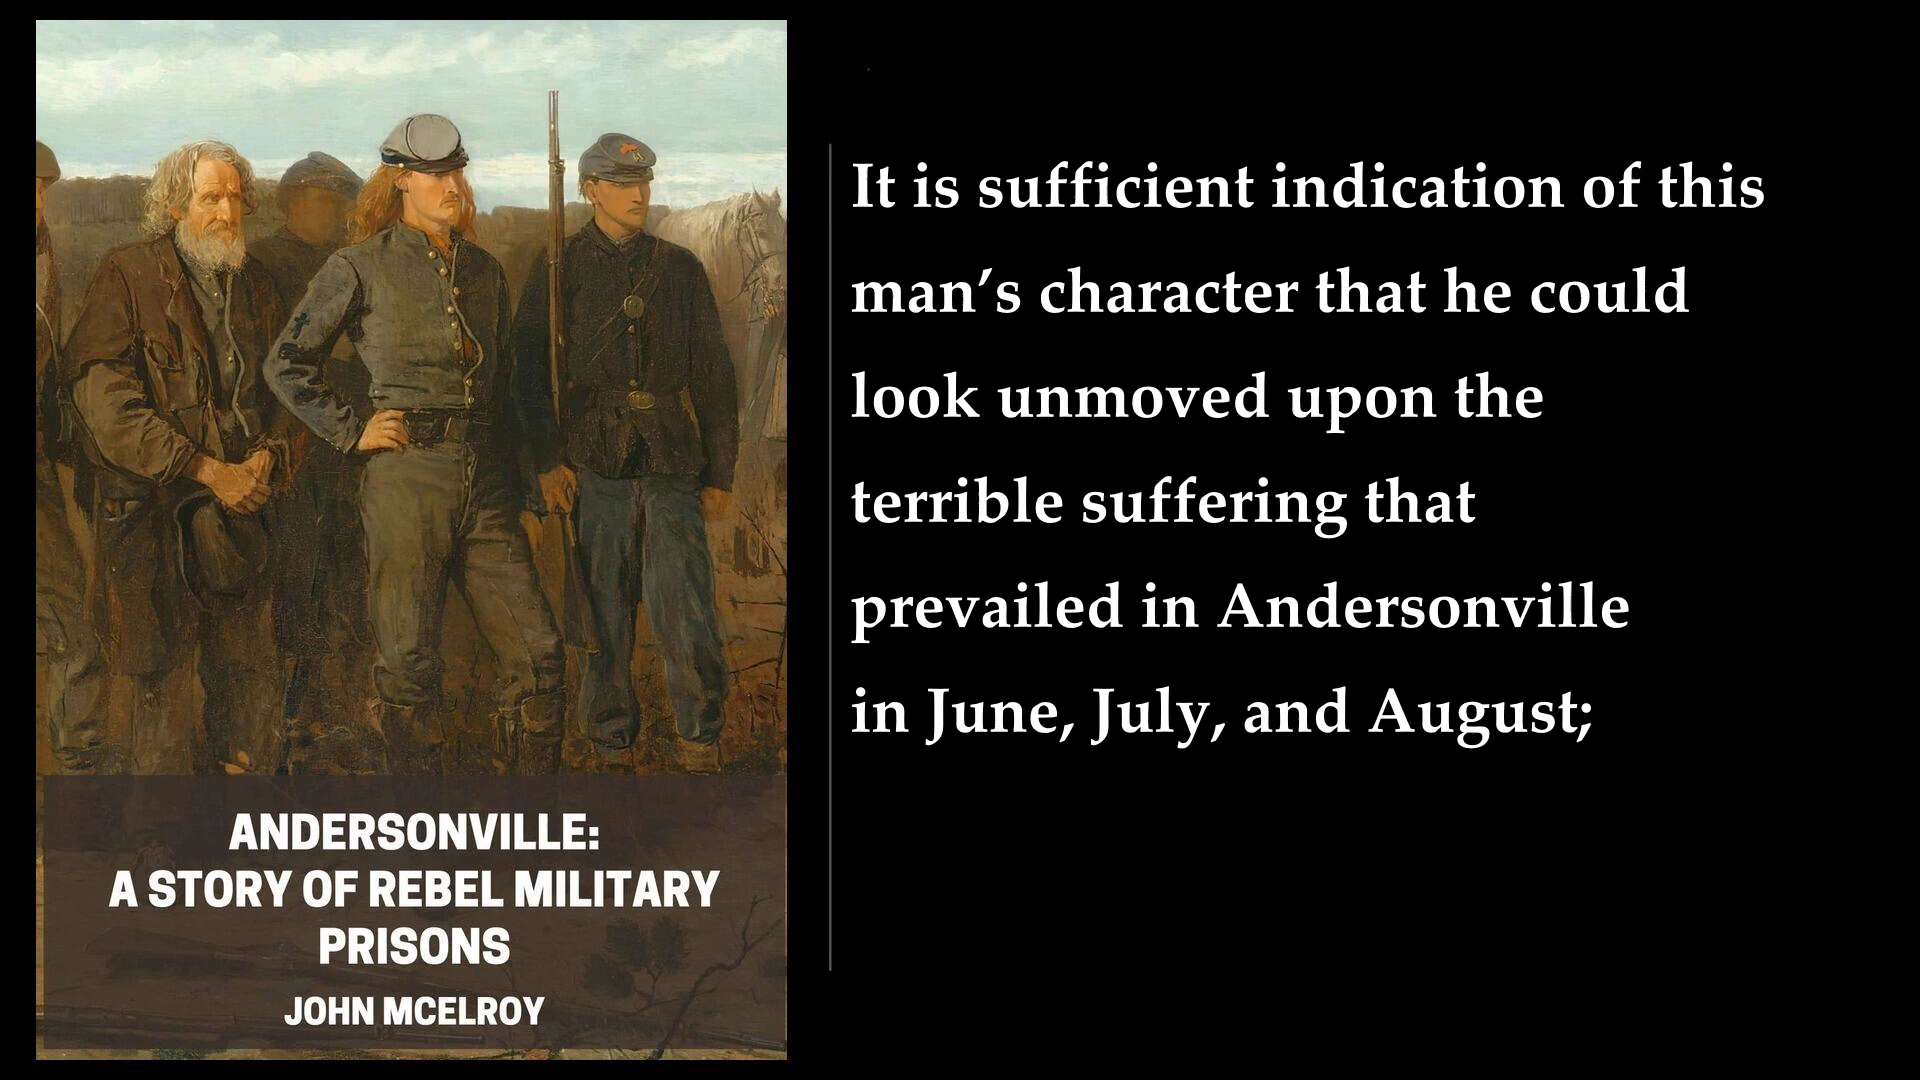 It is sufficient indication of this
man’s character that he could
look unmoved upon the
terrible suffering that
prevailed in Andersonville
in June, July, and August;
ANDERSONVILLE:
A STORY OF REBEL MILITARY
PRISONS
JOHN MCELROY